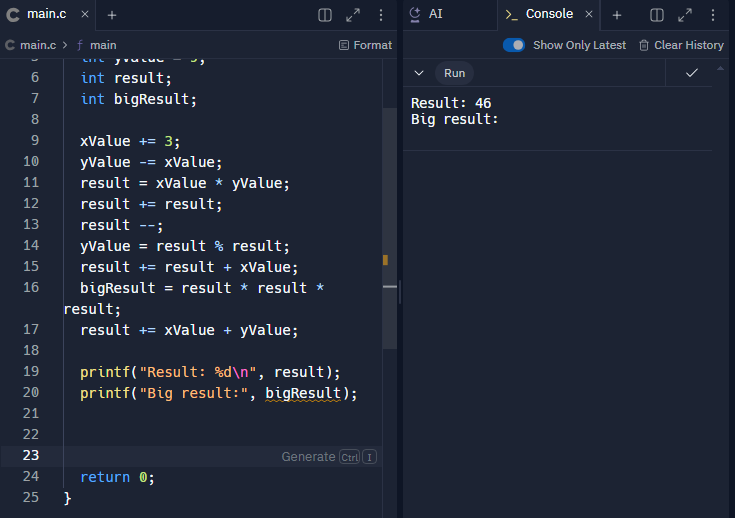 main.c × +
AI
Console × +
main.c > f main
Format
Show Only Latest
Clear History
5 int yValue = 9;
6 int result;
7 int bigResult;
8
9 xValue += 3;
10 yValue -= xValue;
11 result = xValue * yValue;
12 result += result;
13 result --;
14 yValue = result % result;
15 result += result + xValue;
16 bigResult = result * result *
result;
17 result += xValue + yValue;
18
19 printf("Result: %d\n", result);
20 printf("Big result:", bigResult);
21
22
23 Generate Ctrl I
24 return 0;
25 }
Run
Result: 46
Big result: